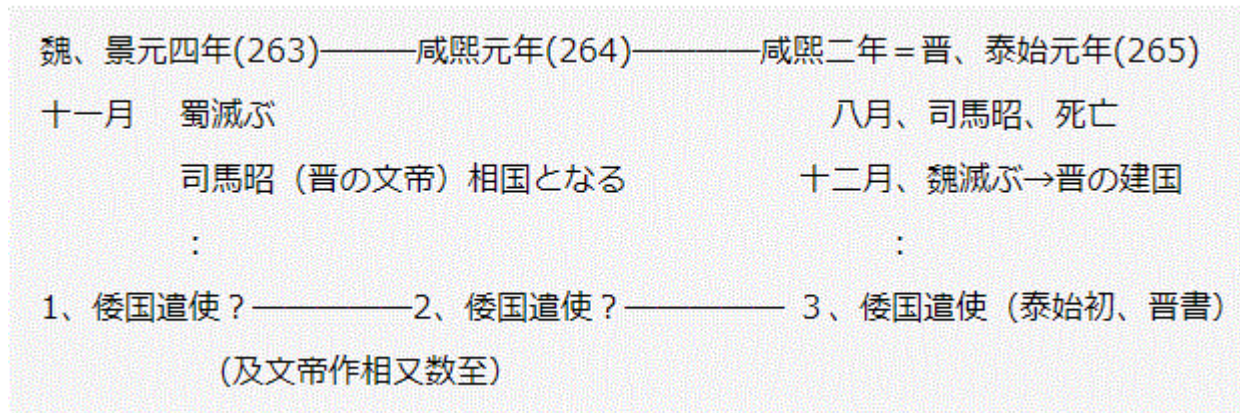 魏、景元四年(263)―――咸煕元年(264)――――咸煕二年＝晋、泰始元年(265)
十一月　蜀滅ぶ　八月、司馬昭、死亡
司馬昭（晋の文帝）相国となる　十二月、魏滅ぶ→晋の建国
：　：
1、倭国遣使？―――――2、倭国遣使？――――― ３、倭国遣使（泰始初、晋書）
（及文帝作相又数至）